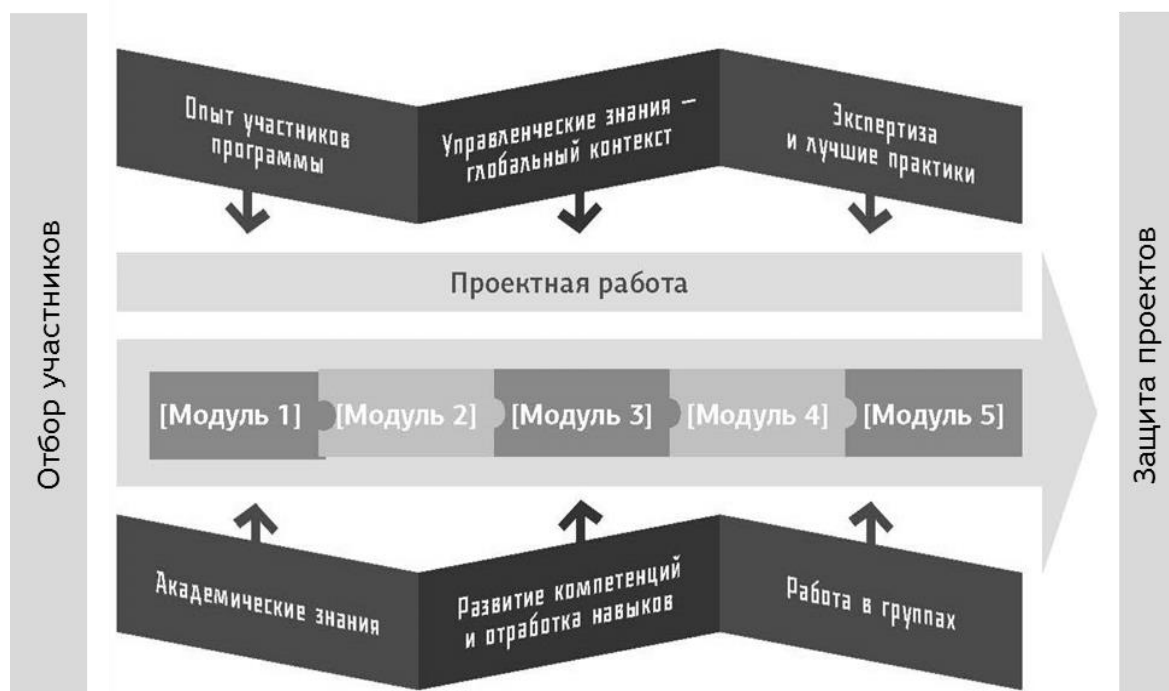 Отбор участников
Опыт участников
программы
Управленческие знания –
глобальный контекст
Экспертиза
и лучшие практики
Проектная работа
[Модуль 1]
[Модуль 2]
[Модуль 3]
[Модуль 4]
[Модуль 5]
Академические знания
Развитие компетенций
и отработка навыков
Работа в группах
Защита проектов